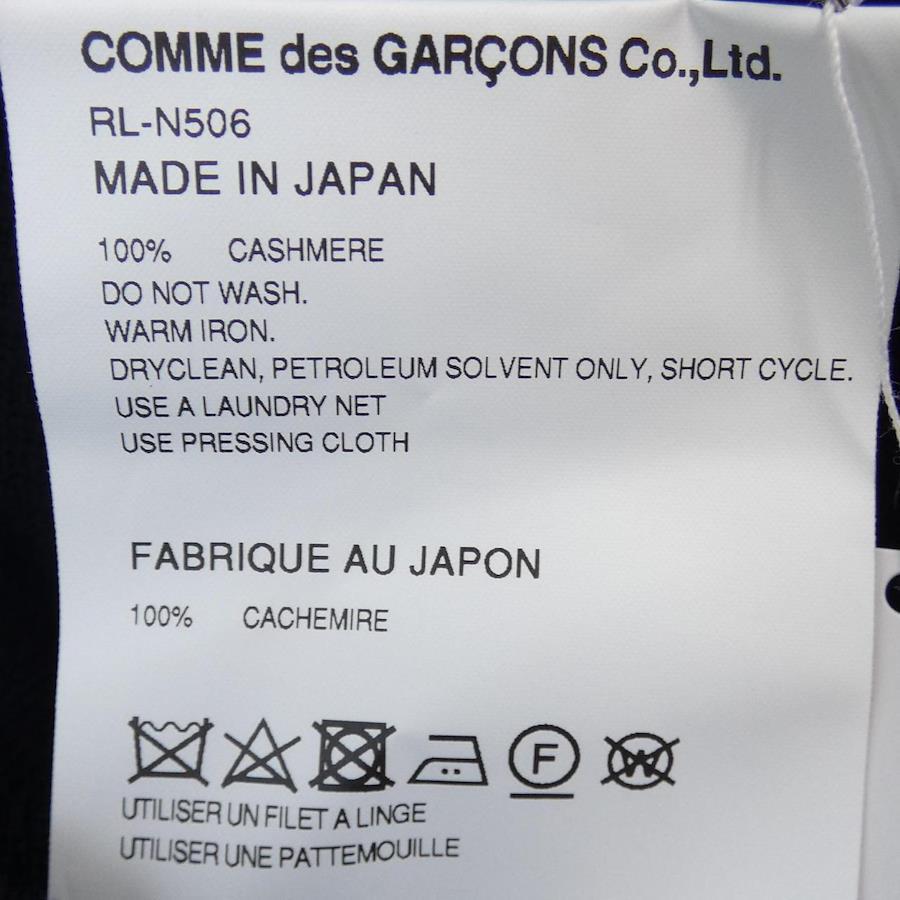 COMME des GARÇONS Co.,Ltd.
RL-N506
MADE IN JAPAN
100% CASHMERE
DO NOT WASH.
WARM IRON.
DRYCLEAN, PETROLEUM SOLVENT ONLY, SHORT CYCLE.
USE A LAUNDRY NET
USE PRESSING CLOTH
FABRIQUE AU JAPON
100% CACHEMIRE
F W
UTILISER UN FILET A LINGE
UTILISER UNE PATTEMOUILLE